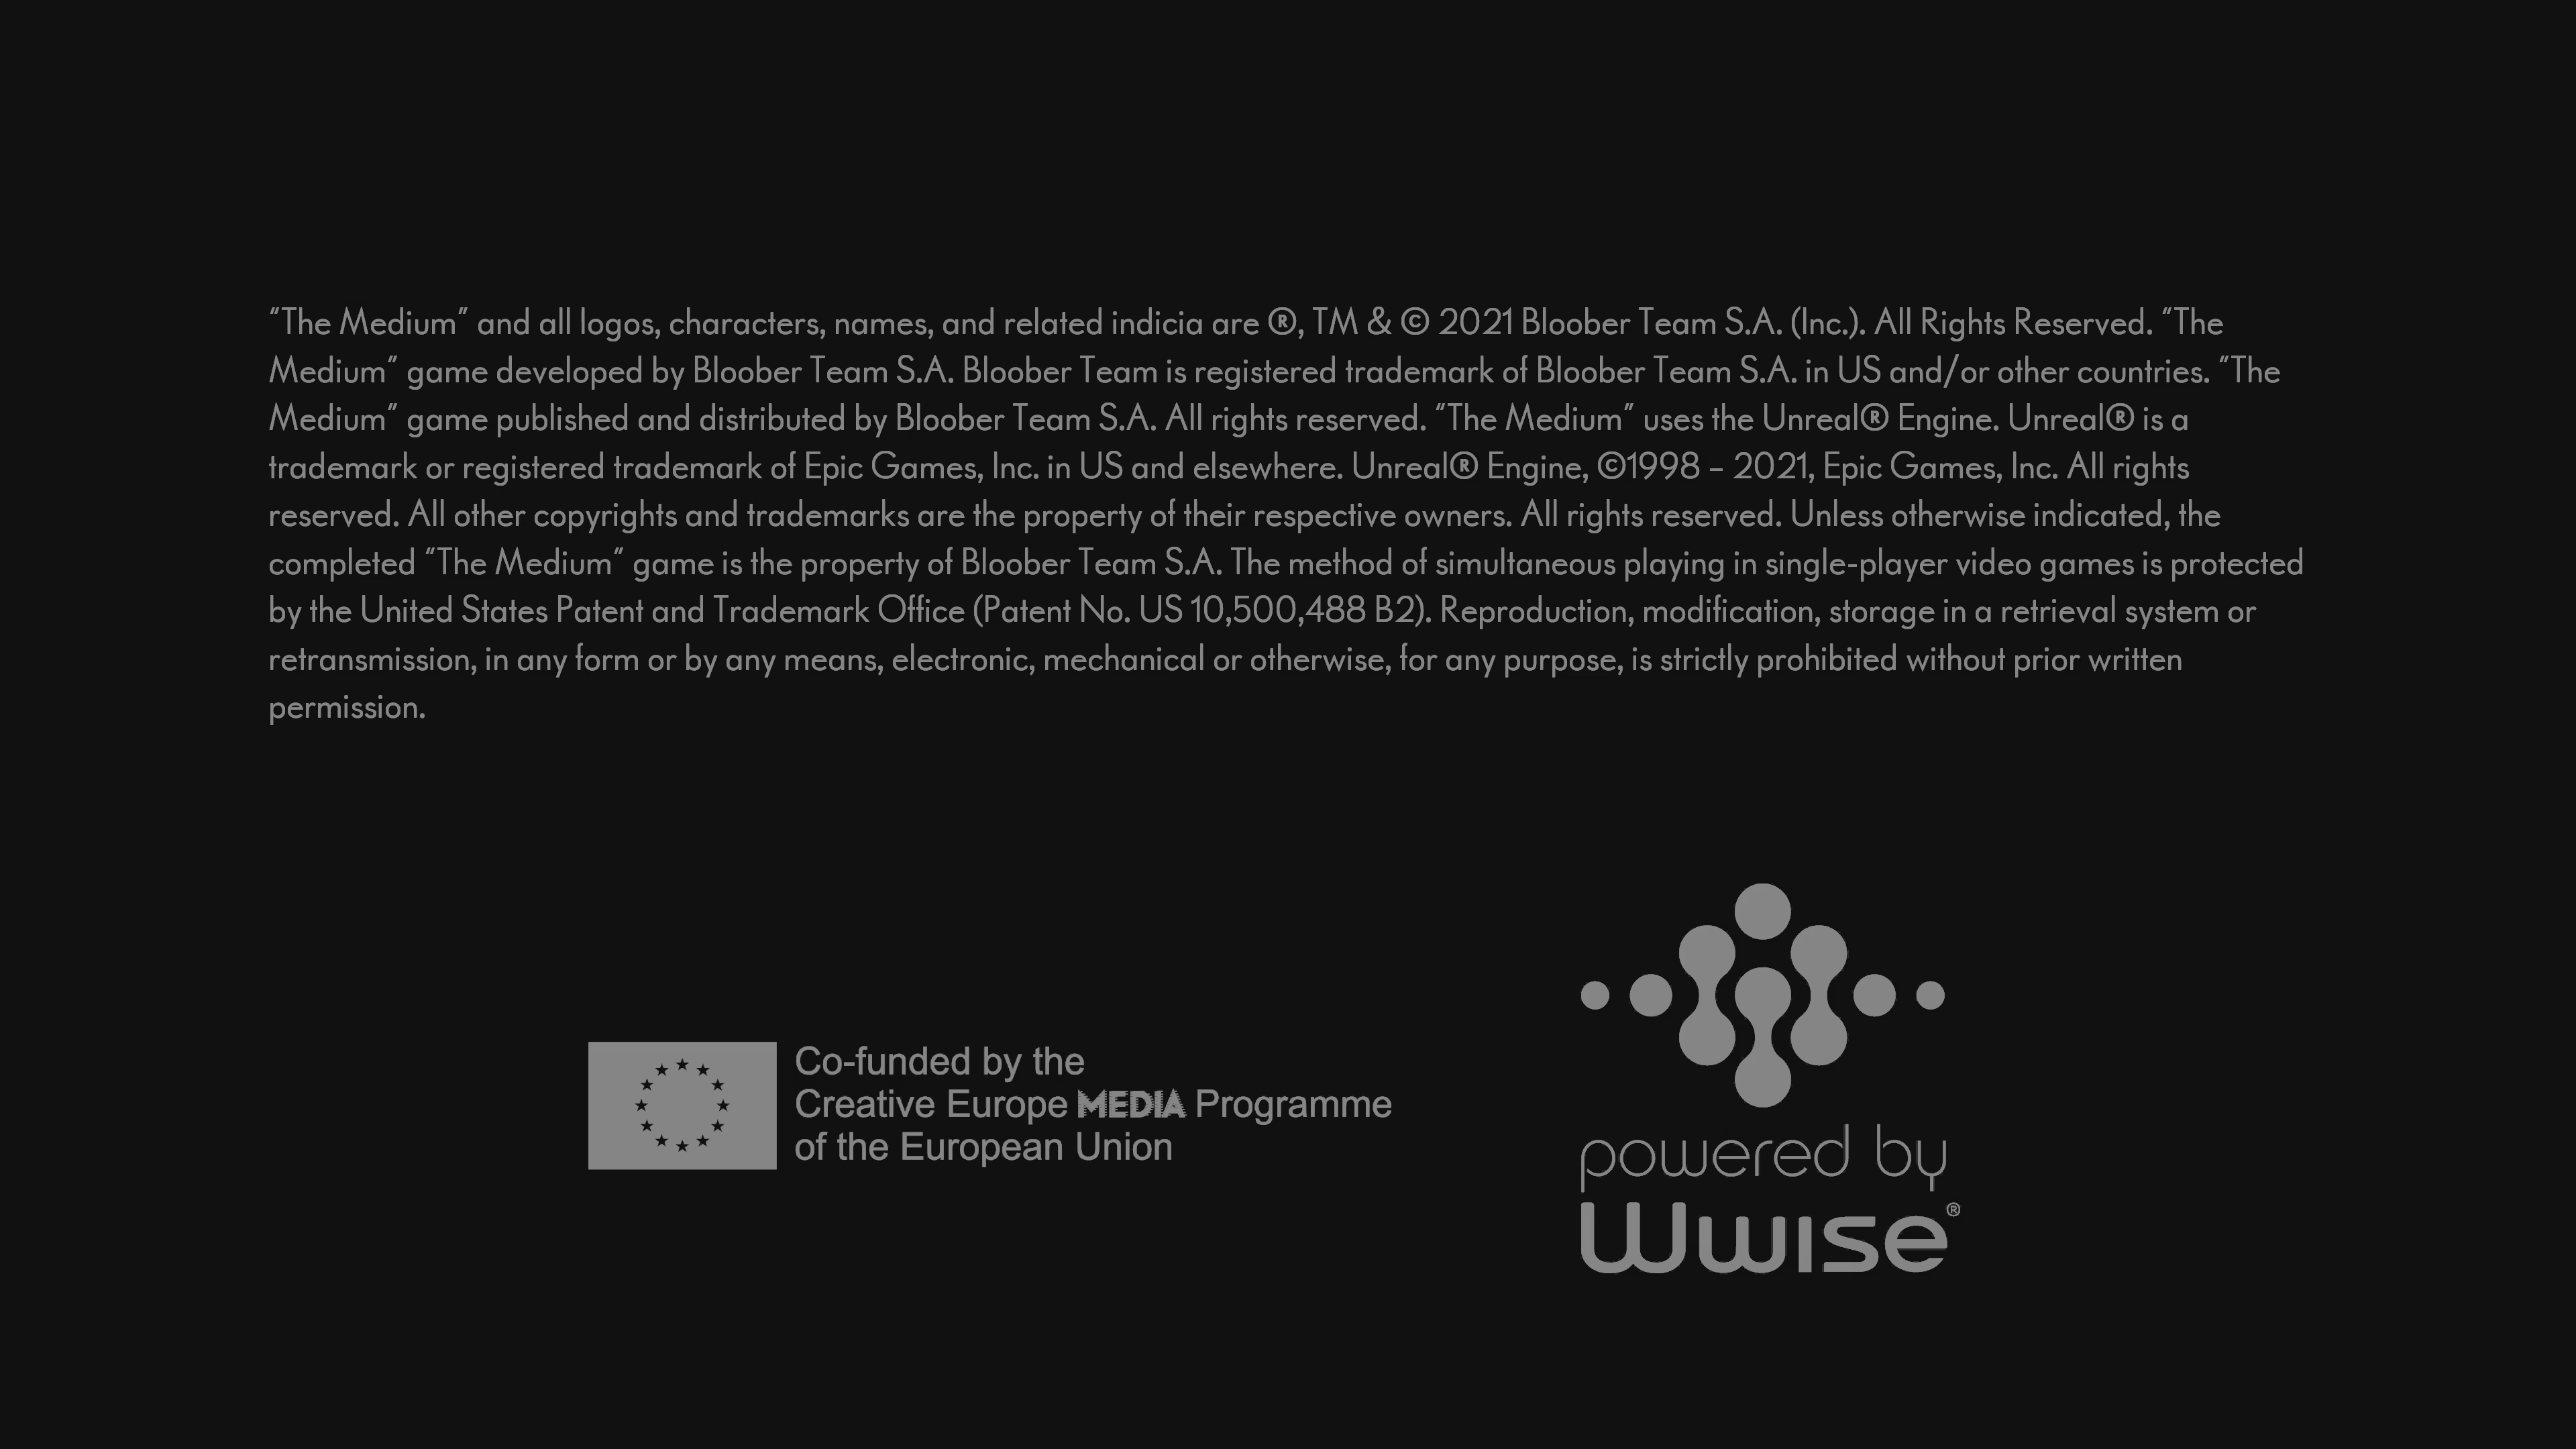 “The Medium” and all logos, characters, names, and related indicia are ®, TM & © 2021 Bloober Team S.A. (Inc.). All Rights Reserved. “The
Medium” game developed by Bloober Team S.A. Bloober Team is registered trademark of Bloober Team S.A. in US and/or other countries. “The
Medium” game published and distributed by Bloober Team S.A. All rights reserved. “The Medium” uses the Unreal® Engine. Unreal® is a
trademark or registered trademark of Epic Games, Inc. in US and elsewhere. Unreal® Engine, ©1998 – 2021, Epic Games, Inc. All rights
reserved. All other copyrights and trademarks are the property of their respective owners. All rights reserved. Unless otherwise indicated, the
completed “The Medium” game is the property of Bloober Team S.A. The method of simultaneous playing in single-player video games is protected
by the United States Patent and Trademark Office (Patent No. US 10,500,488 B2). Reproduction, modification, storage in a retrieval system or
retransmission, in any form or by any means, electronic, mechanical or otherwise, for any purpose, is strictly prohibited without prior written
permission.
Co-funded by the
Creative Europe MEDIA Programme
of the European Union
powered by
Wwise®